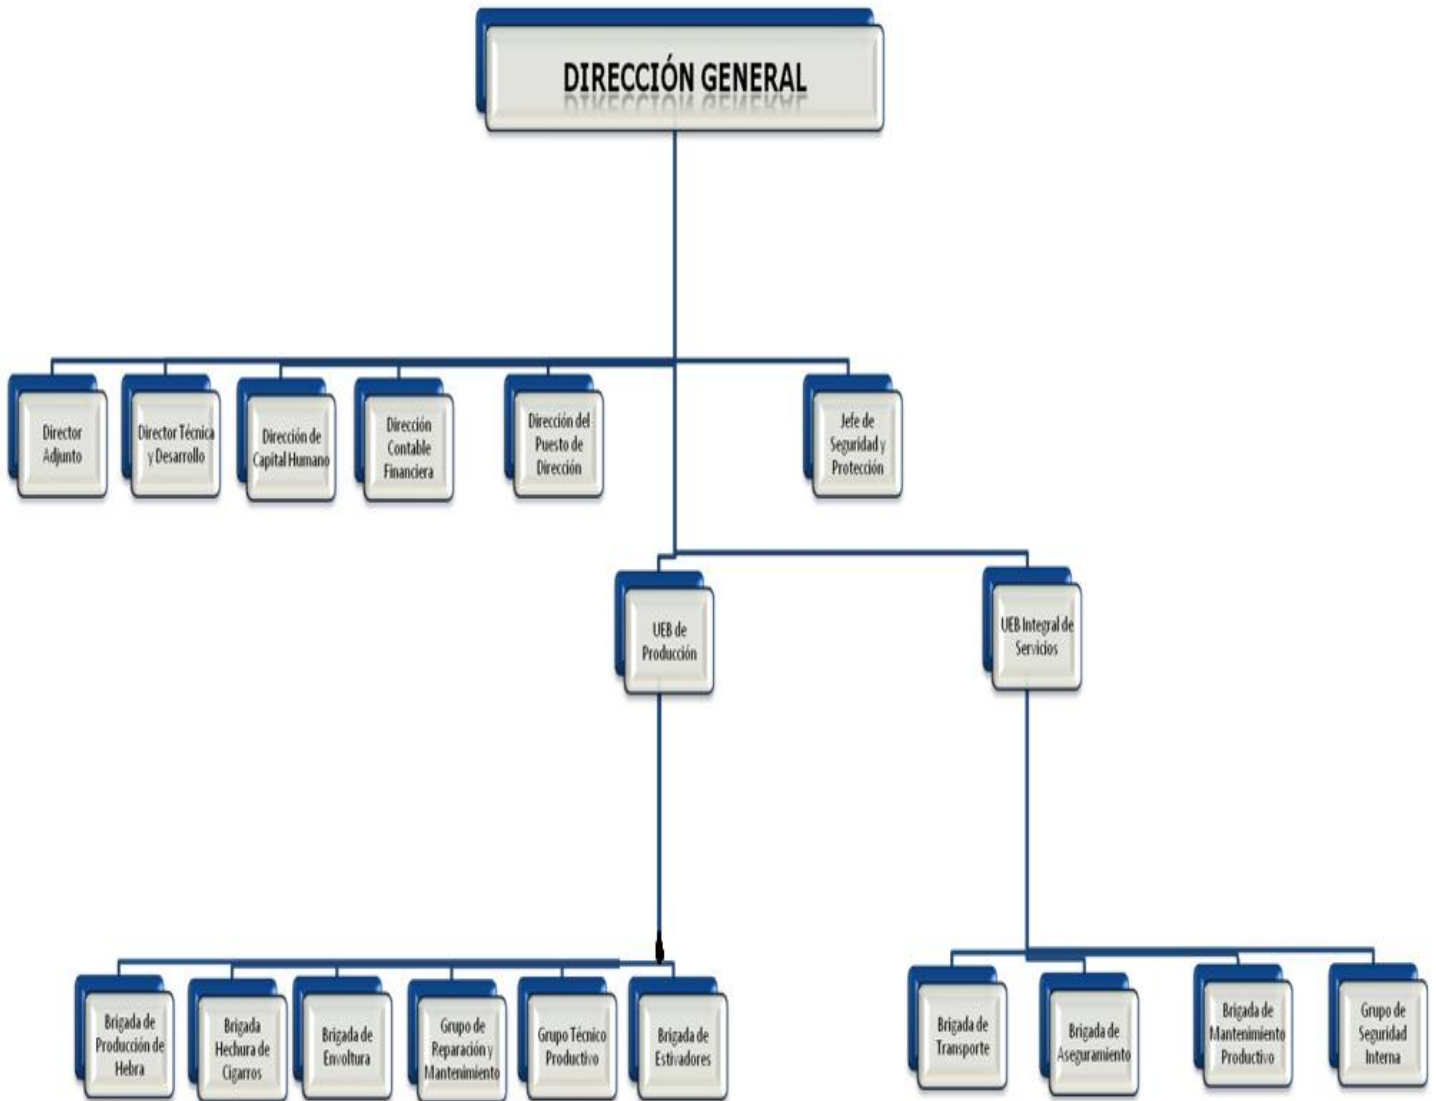 DIRECCIÓN GENERAL
Director
Adjunto
Director Técnica
y Desarrollo
Dirección de
Capital Humano
Dirección
Contable
Financiera
Dirección del
Puesto de
Dirección
Jefe de
Seguridad y
Protección
UEB de
Producción
UEB Integral de
Servicios
Brigada de
Producción de
Hebra
Brigada
Hechura de
Cigarros
Brigada de
Envoltura
Grupo de
Reparación y
Mantenimiento
Grupo Técnico
Productivo
Brigada de
Estivadores
Brigada de
Transporte
Brigada de
Aseguramiento
Brigada de
Mantenimiento
Productivo
Grupo de
Seguridad
Interna